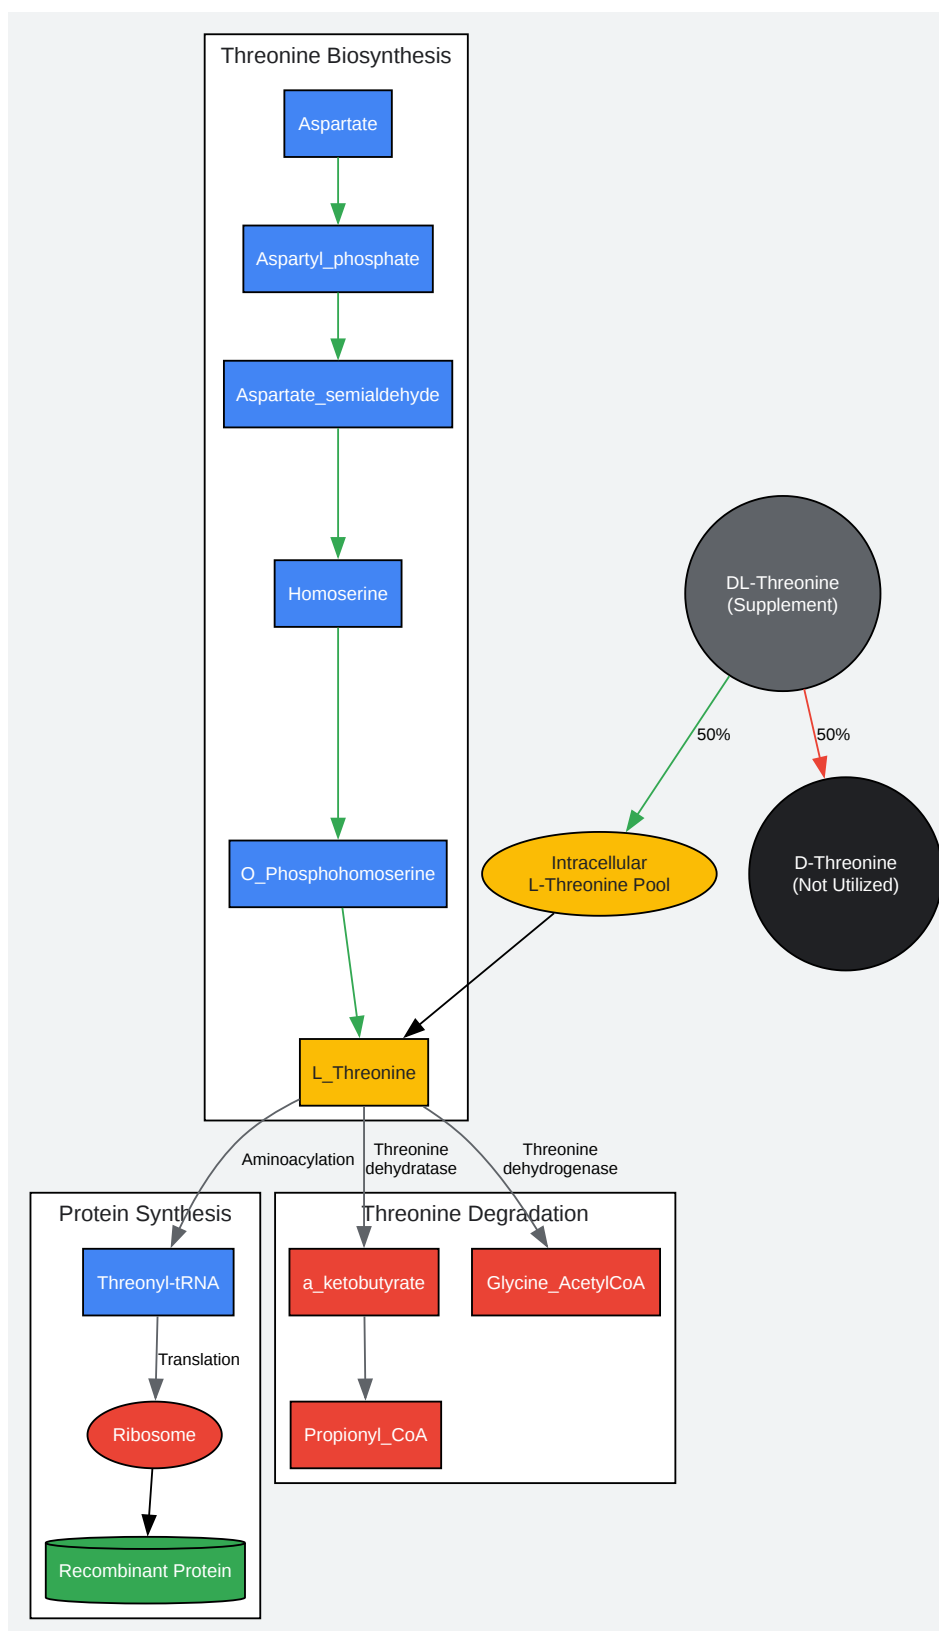 Threonine Biosynthesis
Aspartate
Aspartyl_phosphate
Aspartate_semialdehyde
Homoserine
DL-Threonine
(Supplement)
50%
50%
O_Phosphohomoserine
Intracellular
L-Threonine Pool
D-Threonine
(Not Utilized)
L_Threonine
Aminoacylation
Threonine
dehydratase
Threonine
dehydrogenase
Protein Synthesis
Threonine Degradation
Threonyl-tRNA
a_ketobutyrate
Glycine_AcetylCoA
Translation
Ribosome
Propionyl_CoA
Recombinant Protein